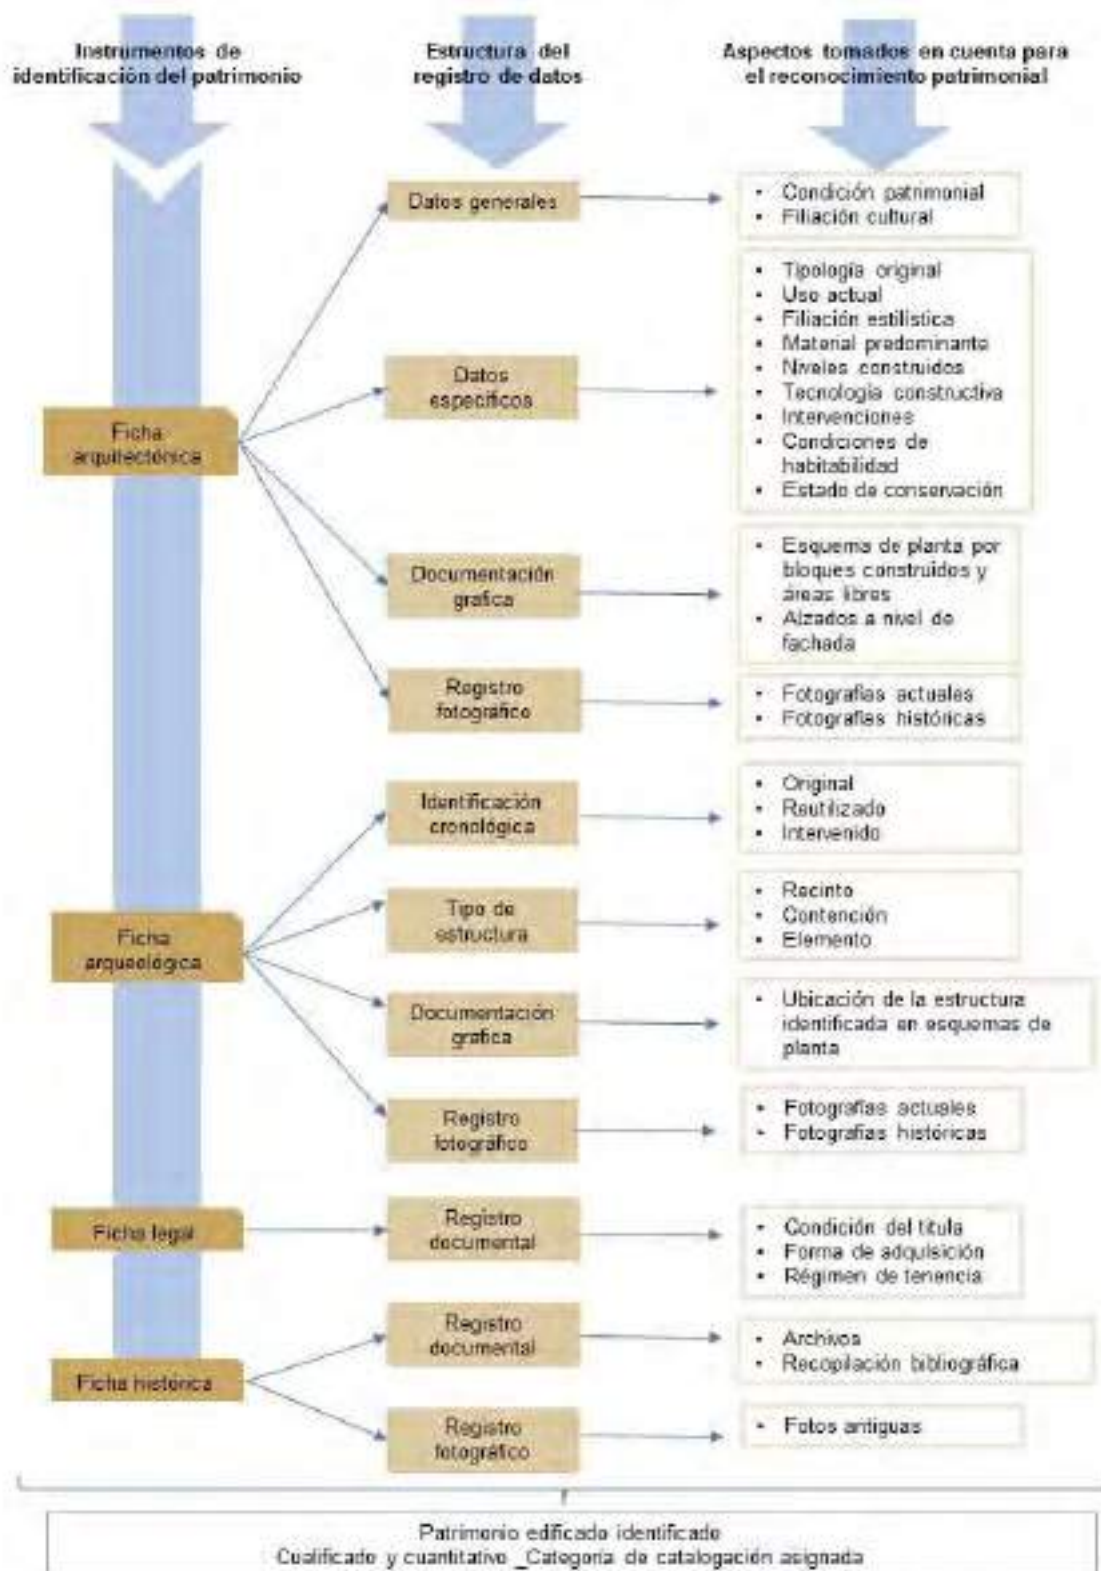 Instrumentos de
identificación del patrimonio
Estructura del
registro de datos
Aspectos tomados en cuenta para
el reconocimiento patrimonial
Ficha
arquitectónica
Datos generales
• Condición patrimonial
• Filiación cultural
Datos
específicos
• Tipología original
• Uso actual
• Filiación estilística
• Material predominante
• Niveles construidos
• Tecnología constructiva
• Intervenciones
• Condiciones de
habitabilidad
• Estado de conservación
Documentación
grafica
• Esquema de planta por
bloques construidos y
áreas libres
• Alzados a nivel de
fachada
Registro
fotográfico
• Fotografías actuales
• Fotografías históricas
Ficha
arqueológica
Identificación
cronológica
• Original
• Reutilizado
• Intervenido
Tipo de
estructura
• Recinto
• Contención
• Elemento
Documentación
grafica
• Ubicación de la estructura
identificada en esquemas de
planta
Registro
fotográfico
• Fotografías actuales
• Fotografías históricas
Ficha legal
Registro
documental
• Condición del titula
• Forma de adquisición
• Régimen de tenencia
Ficha histórica
Registro
documental
• Archivos
• Recopilación bibliográfica
Registro
fotográfico
• Fotos antiguas
Patrimonio edificado identificado
Cualificado y cuantitativo _Categoría de catalogación asignada